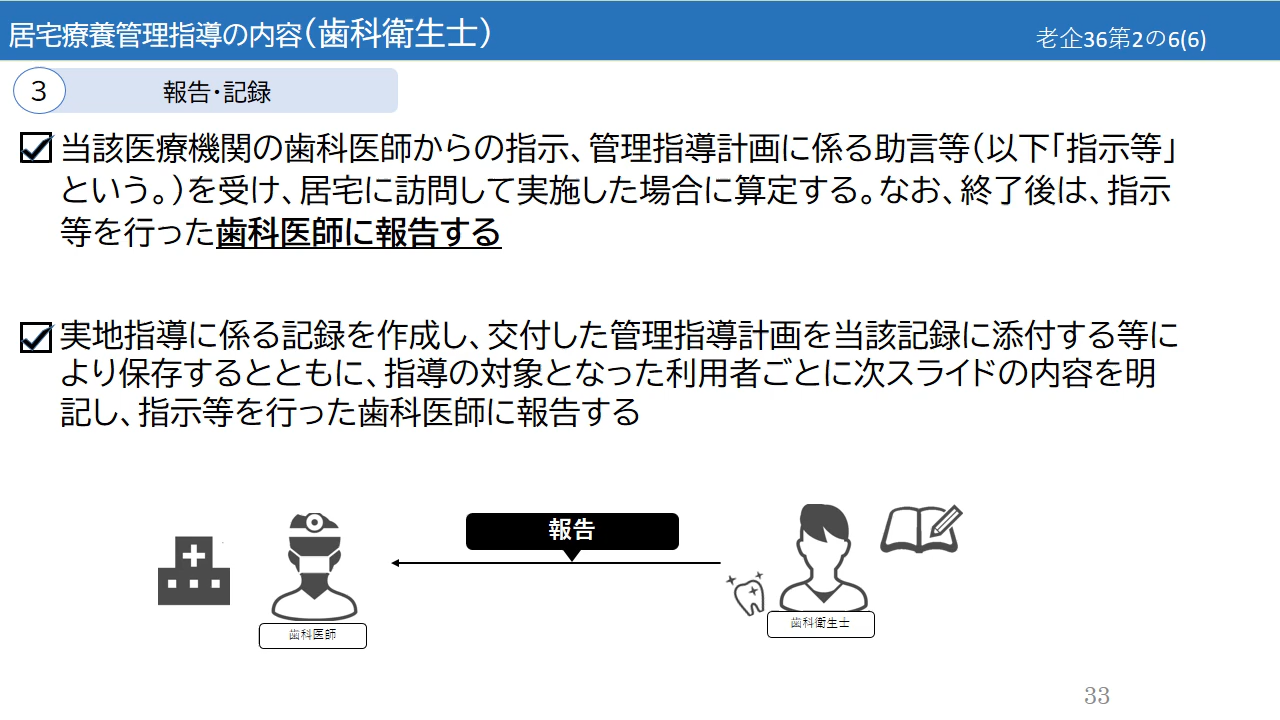 居宅療養管理指導の内容（歯科衛生士）
老企36第2の6(6)
3
報告・記録
当該医療機関の歯科医師からの指示、管理指導計画に係る助言等（以下「指示等」
という。）を受け、居宅に訪問して実施した場合に算定する。なお、終了後は、指示
等を行った歯科医師に報告する
実地指導に係る記録を作成し、交付した管理指導計画を当該記録に添付する等に
より保存するとともに、指導の対象となった利用者ごとに次スライドの内容を明
記し、指示等を行った歯科医師に報告する
報告
歯科医師
歯科衛生士
33